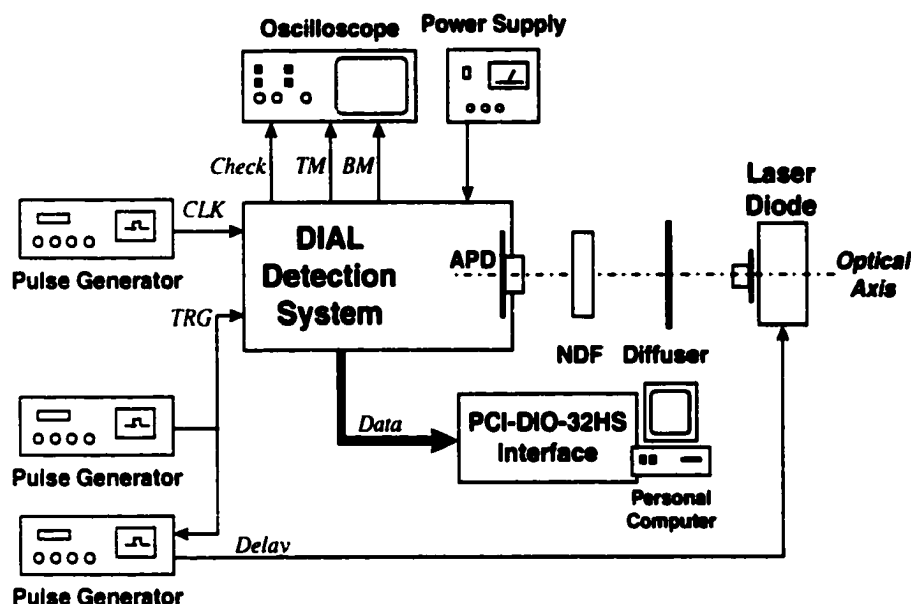 Oscilloscope
Power Supply
Check
TM
BM
Laser
Diode
CLK
Pulse Generator
DIAL
Detection
System
APD
Optical
Axis
TRG
NDF
Diffuser
Pulse Generator
Data
PCI-DIO-32HS
Interface
Personal
Computer
Delay
Pulse Generator